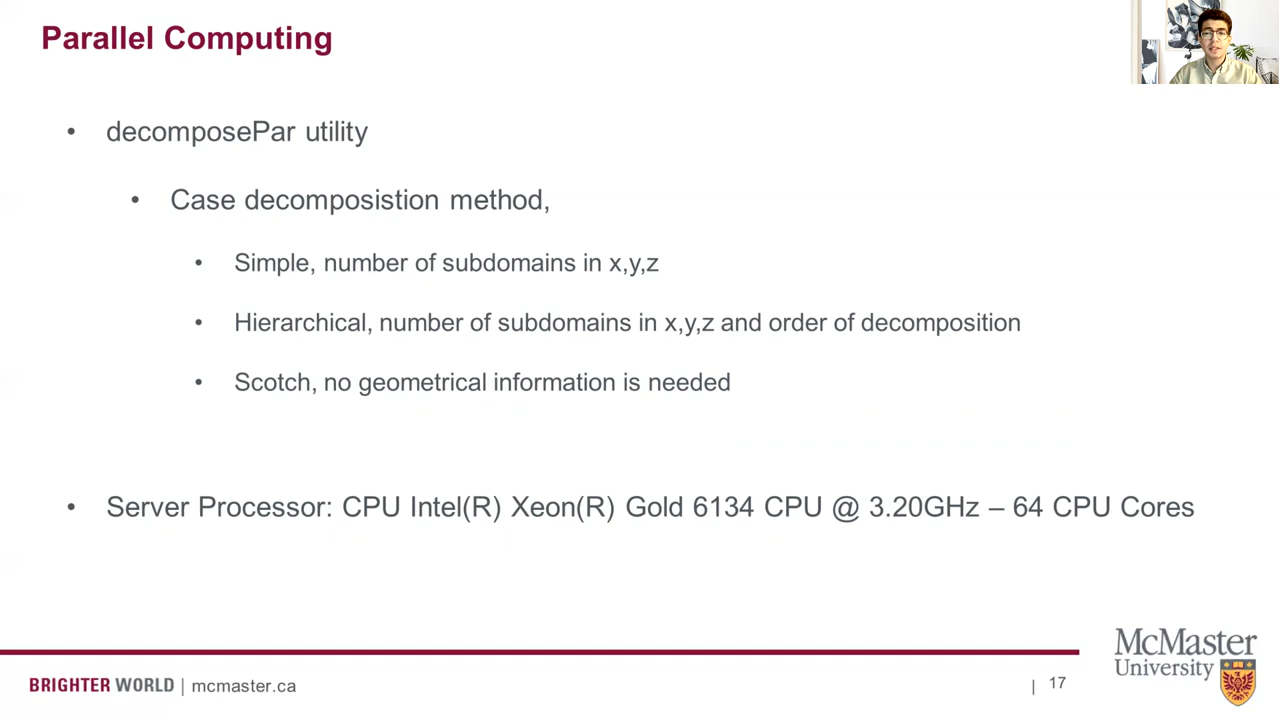 Parallel Computing
• decomposePar utility
• Case decomposistion method,
• Simple, number of subdomains in x,y,z
• Hierarchical, number of subdomains in x,y,z and order of decomposition
• Scotch, no geometrical information is needed
• Server Processor: CPU Intel(R) Xeon(R) Gold 6134 CPU @ 3.20GHz – 64 CPU Cores
BRIGHTER WORLD | mcmaster.ca
| 17
McMaster
University